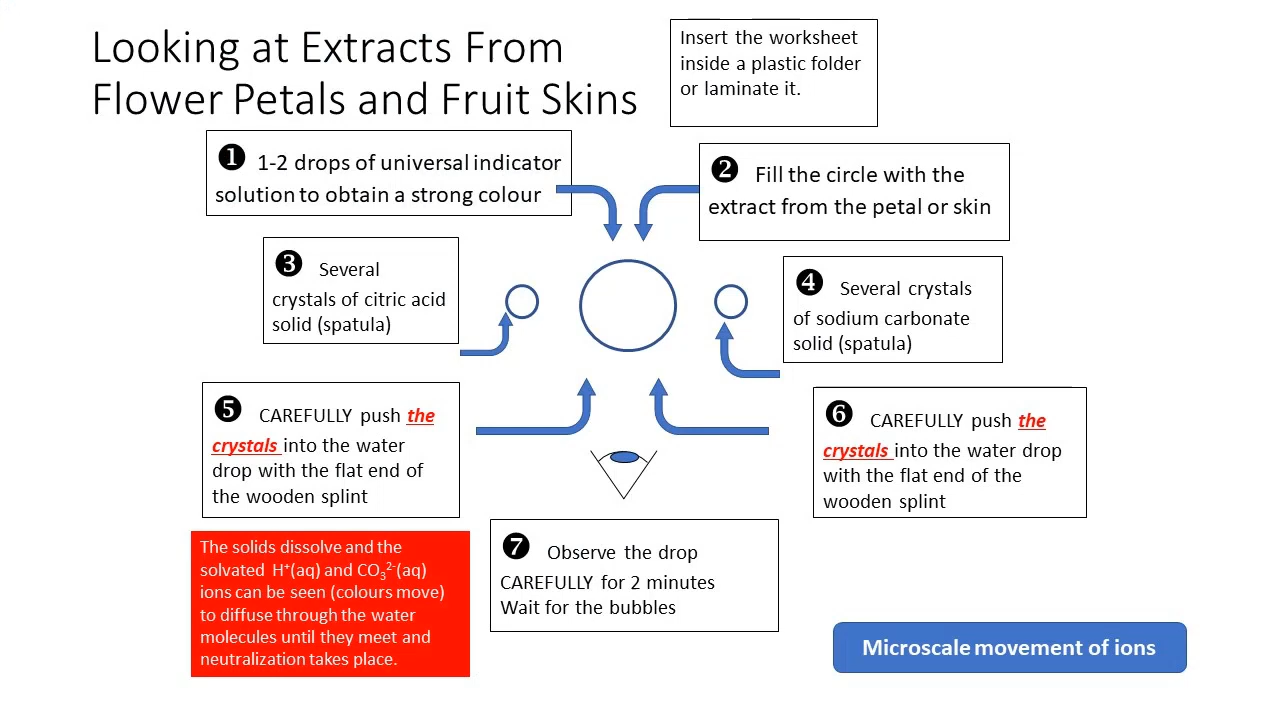 Looking at Extracts From
Flower Petals and Fruit Skins
Insert the worksheet
inside a plastic folder
or laminate it.
❶ 1-2 drops of universal indicator
solution to obtain a strong colour
❷ Fill the circle with the
extract from the petal or skin
❸ Several
crystals of citric acid
solid (spatula)
❹ Several crystals
of sodium carbonate
solid (spatula)
❺ CAREFULLY push the
crystals into the water
drop with the flat end of
the wooden splint
❻ CAREFULLY push the
crystals into the water drop
with the flat end of the
wooden splint
The solids dissolve and the
solvated H⁺(aq) and CO₃²⁻(aq)
ions can be seen (colours move)
to diffuse through the water
molecules until they meet and
neutralization takes place.
❼ Observe the drop
CAREFULLY for 2 minutes
Wait for the bubbles
Microscale movement of ions